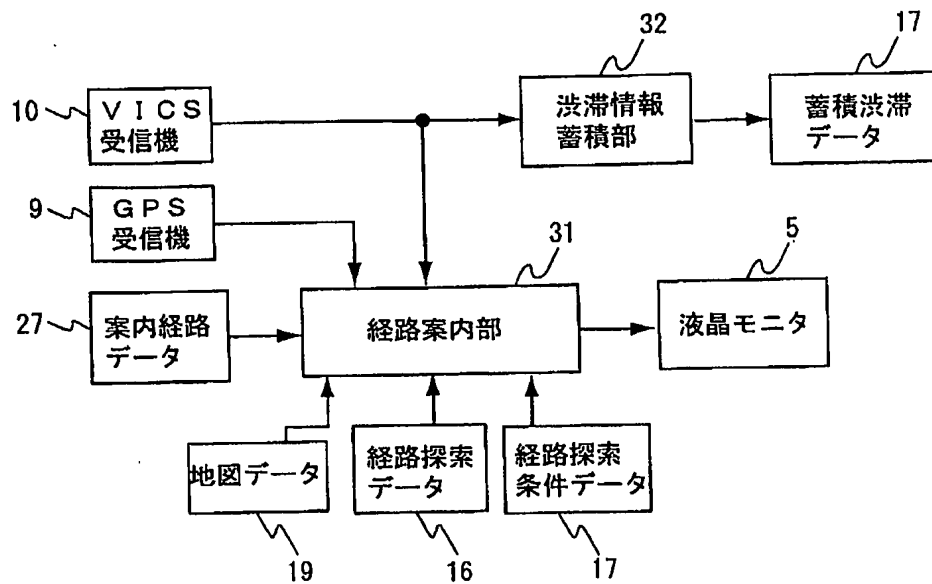 32
17
10
ＶＩＣＳ
受信機
渋滞情報
蓄積部
蓄積渋滞
データ
9
ＧＰＳ
受信機
31
5
27
案内経路
データ
経路案内部
液晶モニタ
地図データ
経路探索
データ
経路探索
条件データ
19
16
17